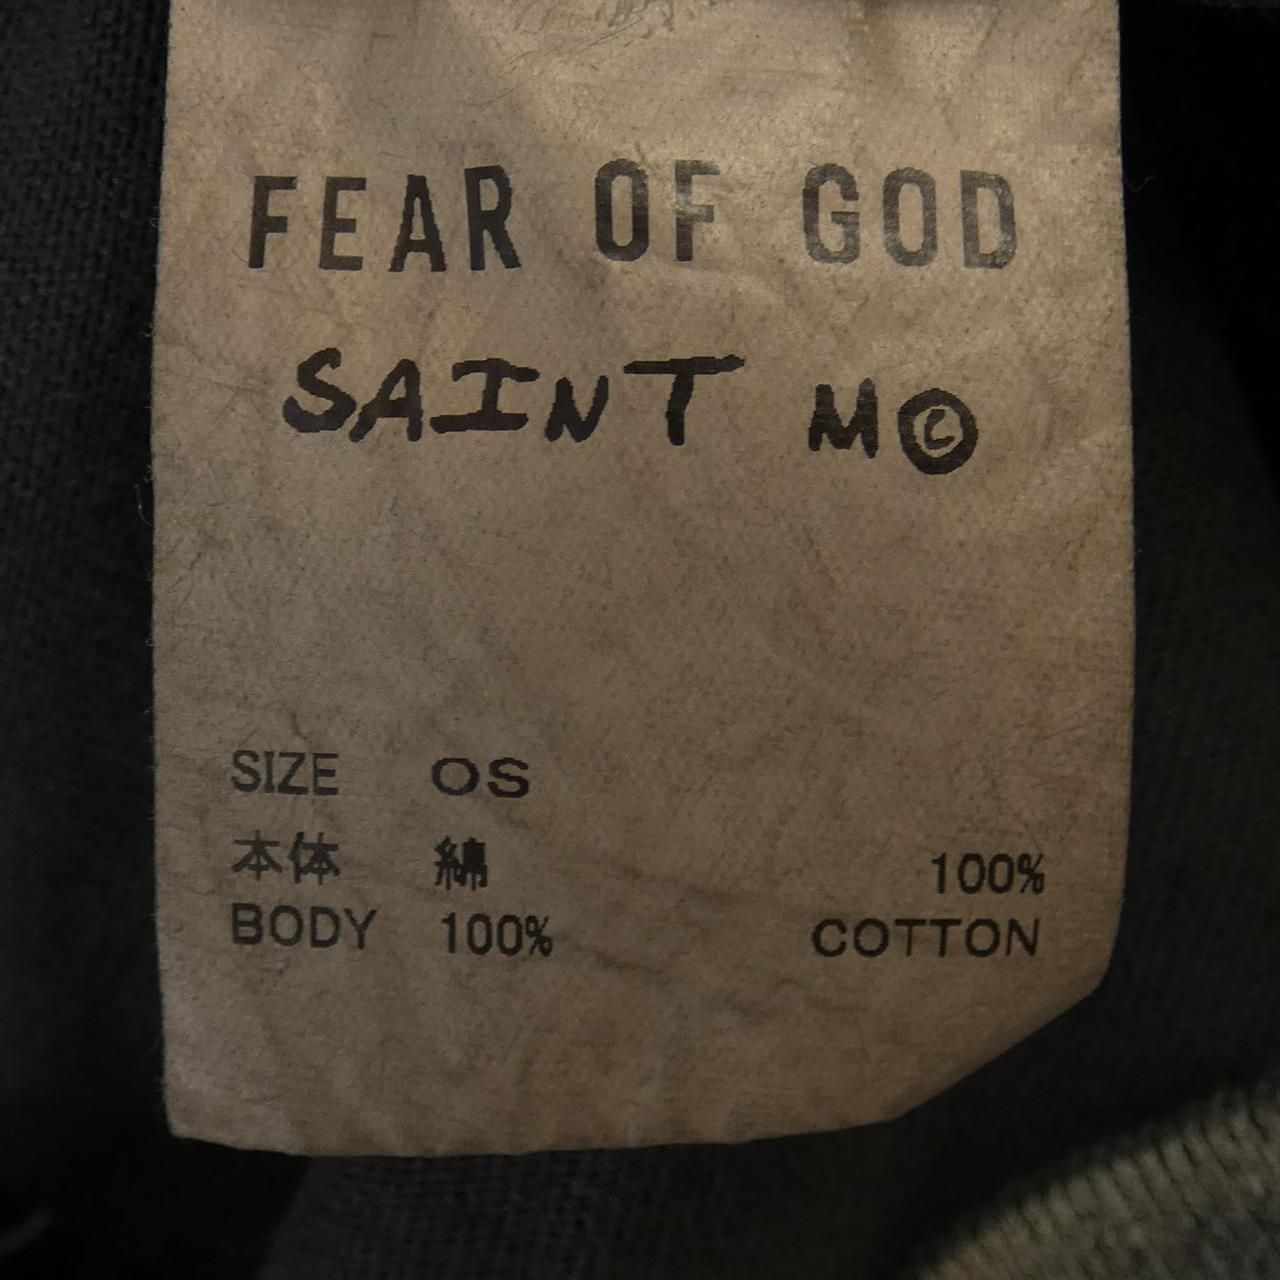 FEAR OF GOD
SAINT M©
SIZE OS
本体 綿 100%
BODY 100% COTTON